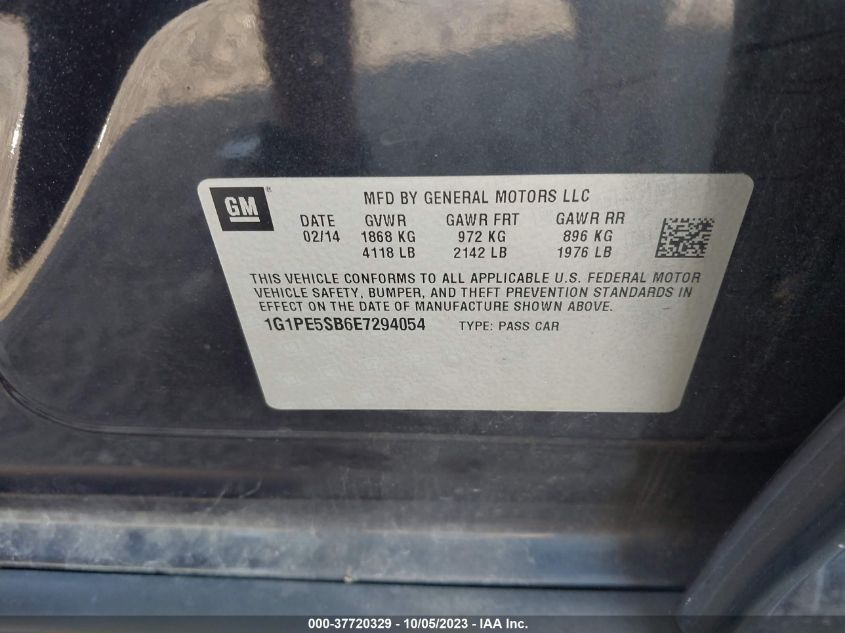 GM
MFD BY GENERAL MOTORS LLC
DATE GVWR GAWR FRT GAWR RR
02/14 1868 KG 972 KG 896 KG
4118 LB 2142 LB 1976 LB
THIS VEHICLE CONFORMS TO ALL APPLICABLE U.S. FEDERAL MOTOR
VEHICLE SAFETY, BUMPER, AND THEFT PREVENTION STANDARDS IN
EFFECT ON THE DATE OF MANUFACTURE SHOWN ABOVE.
1G1PE5SB6E7294054 TYPE: PASS CAR
000-37720329 - 10/05/2023 - IAA Inc.